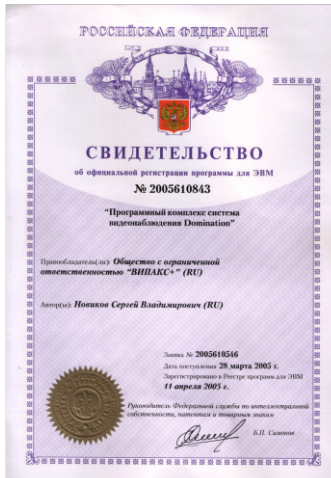 РОССИЙСКАЯ ФЕДЕРАЦИЯ
СВИДЕТЕЛЬСТВО
об официальной регистрации программы для ЭВМ
№ 2005610843
“Программный комплекс система
видеонаблюдения Domination”
Правообладатель(ли): Общество с ограниченной
ответственностью “ВИПАКС+” (RU)
Автор(ы): Новиков Сергей Владимирович (RU)
Заявка № 2005610546
Дата поступления 28 марта 2005 г.
Зарегистрировано в Реестре программ для ЭВМ
11 апреля 2005 г.
Руководитель Федеральной службы по интеллектуальной
собственности, патентам и товарным знакам
Б.П. Симонов